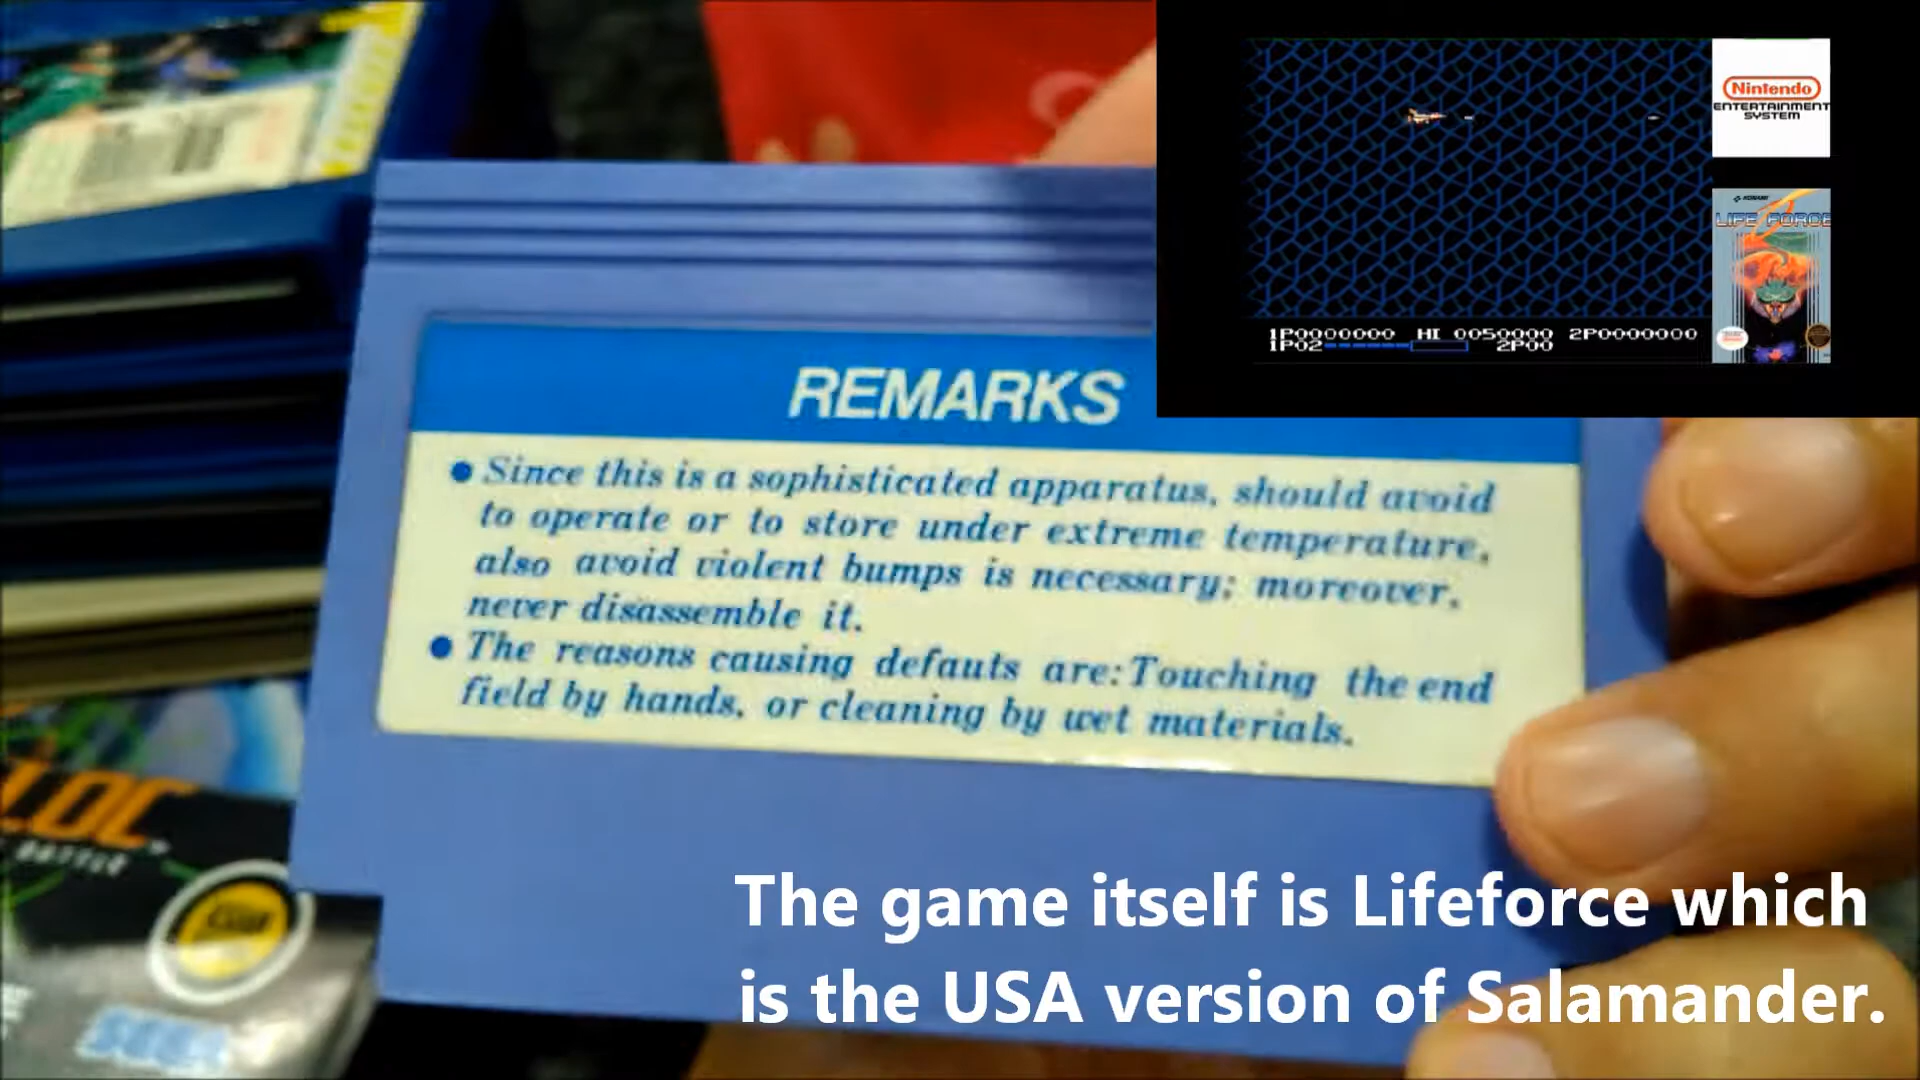 Nintendo
ENTERTAINMENT
SYSTEM
KONAMI
LIFE FORCE
1P0000000 HI 0050000 2P0000000
1P02 2P00
REMARKS
● Since this is a sophisticated apparatus, should avoid
to operate or to store under extreme temperature,
also avoid violent bumps is necessary; moreover,
never disassemble it.
● The reasons causing defauts are:Touching the end
field by hands, or cleaning by wet materials.
BATTLE
SEGA
The game itself is Lifeforce which
is the USA version of Salamander.